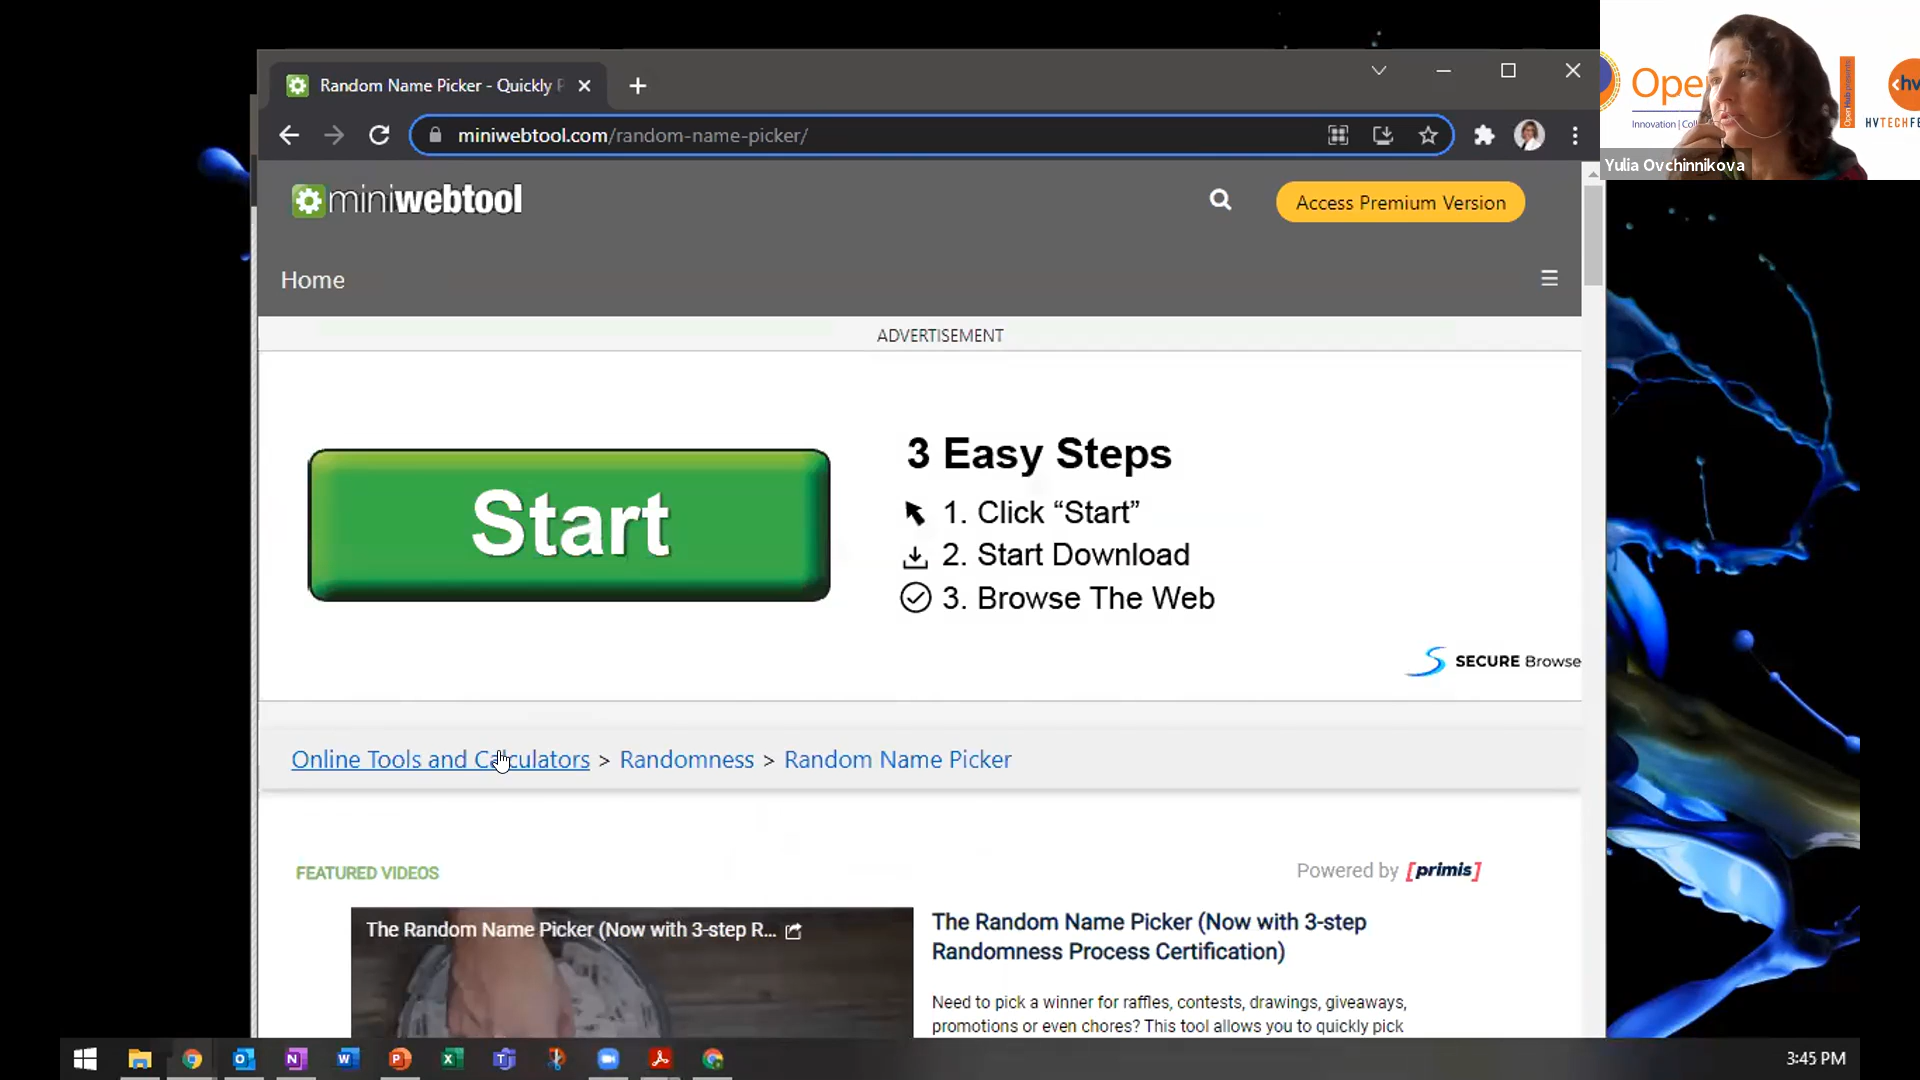 Random Name Picker - Quickly P
miniwebtool.com/random-name-picker/
miniwebtool
Access Premium Version
Home
ADVERTISEMENT
Start
3 Easy Steps
1. Click “Start”
2. Start Download
3. Browse The Web
SECURE Browse
Online Tools and Calculators > Randomness > Random Name Picker
FEATURED VIDEOS
Powered by [primis]
The Random Name Picker (Now with 3-step R...
The Random Name Picker (Now with 3-step
Randomness Process Certification)
Need to pick a winner for raffles, contests, drawings, giveaways,
promotions or even chores? This tool allows you to quickly pick
Ope
Innovation | Col
<hv
HVTECHFE
Yulia Ovchinnikova
3:45 PM